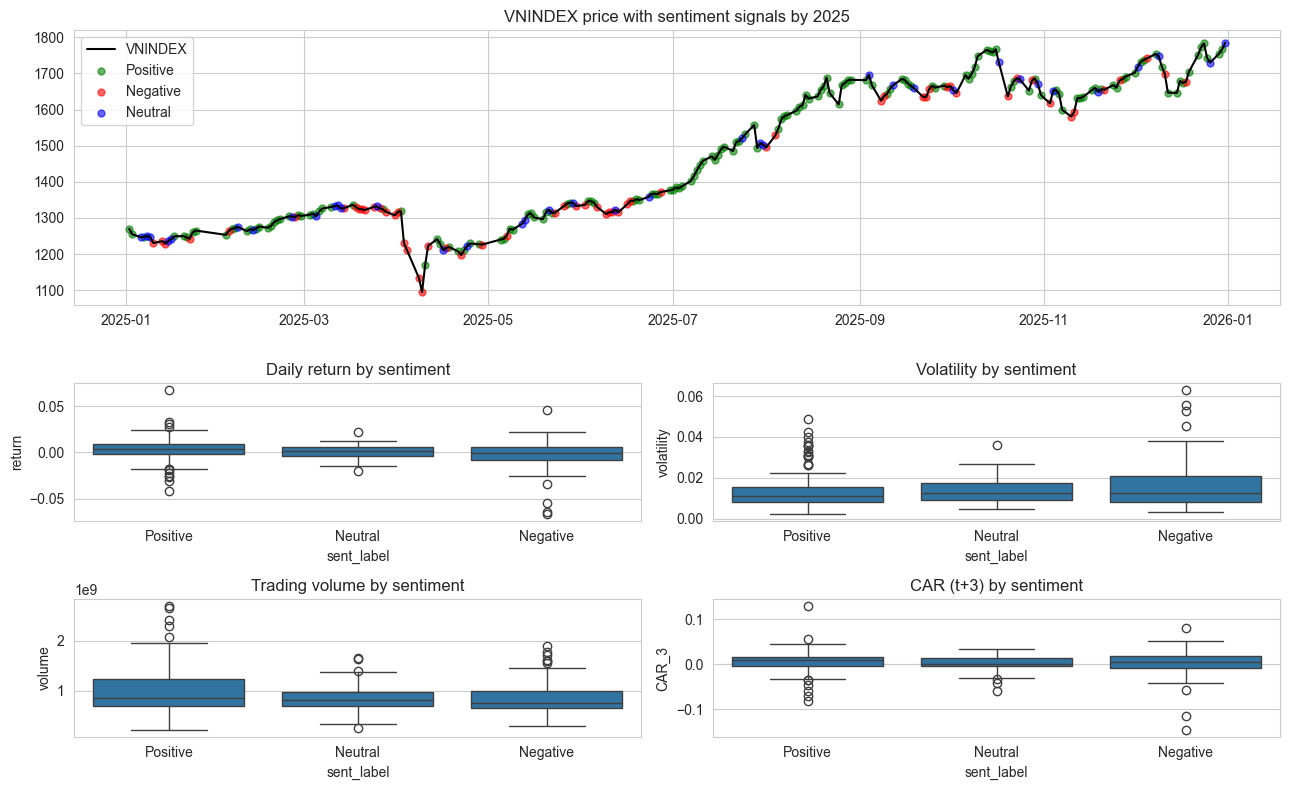 VNINDEX price with sentiment signals by 2025
1800
1700
1600
1500
1400
1300
1200
1100
VNINDEX
Positive
Negative
Neutral
2025-01 2025-03 2025-05 2025-07 2025-09 2025-11 2026-01
Daily return by sentiment
return
0.05
0.00
−0.05
Positive Neutral Negative
sent_label
Volatility by sentiment
volatility
0.06
0.04
0.02
0.00
Positive Neutral Negative
sent_label
Trading volume by sentiment
1e9
volume
2
1
Positive Neutral Negative
sent_label
CAR (t+3) by sentiment
CAR_3
0.1
0.0
−0.1
Positive Neutral Negative
sent_label